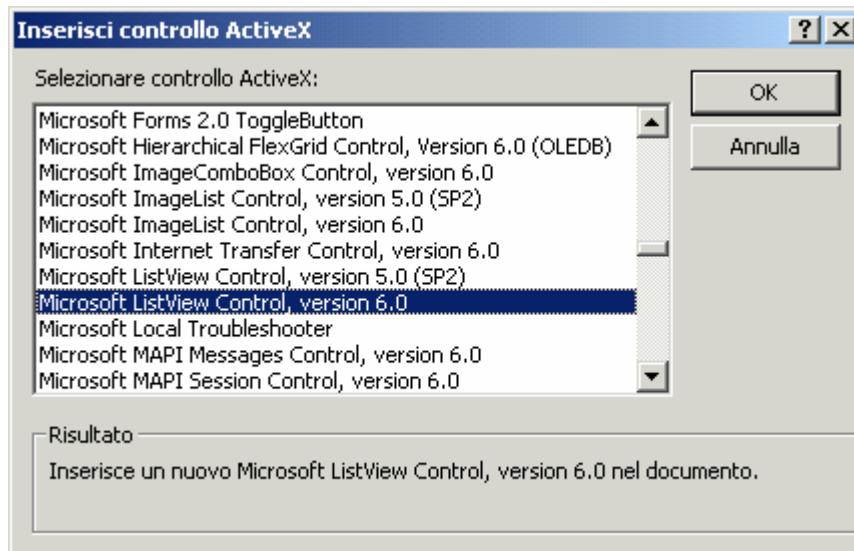 Inserisci controllo ActiveX
Selezionare controllo ActiveX:
Microsoft Forms 2.0 ToggleButton
Microsoft Hierarchical FlexGrid Control, Version 6.0 (OLEDB)
Microsoft ImageComboBox Control, version 6.0
Microsoft ImageList Control, version 5.0 (SP2)
Microsoft ImageList Control, version 6.0
Microsoft Internet Transfer Control, version 6.0
Microsoft ListView Control, version 5.0 (SP2)
Microsoft ListView Control, version 6.0
Microsoft Local Troubleshooter
Microsoft MAPI Messages Control, version 6.0
Microsoft MAPI Session Control, version 6.0
OK
Annulla
Risultato
Inserisce un nuovo Microsoft ListView Control, version 6.0 nel documento.